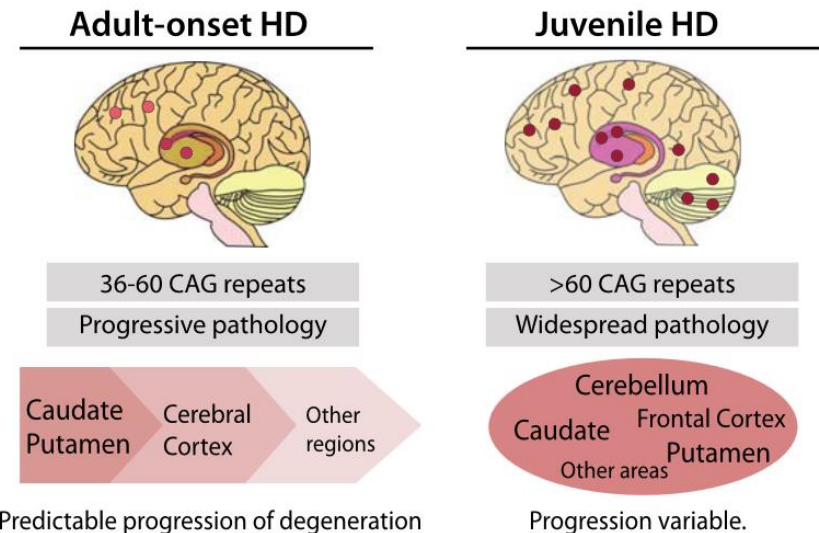 Adult-onset HD
36-60 CAG repeats
Progressive pathology
Caudate
Putamen
Cerebral
Cortex
Other
regions
Predictable progression of degeneration
Juvenile HD
>60 CAG repeats
Widespread pathology
Cerebellum
Frontal Cortex
Caudate
Putamen
Other areas
Progression variable.